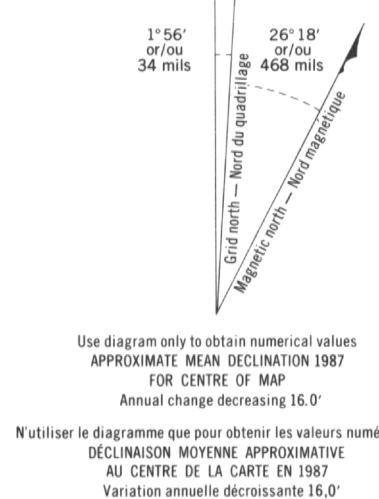 1°56′
or/ou
34 mils
26°18′
or/ou
468 mils
Grid north — Nord du quadrillage
Magnetic north — Nord magnetique
Use diagram only to obtain numerical values
APPROXIMATE MEAN DECLINATION 1987
FOR CENTRE OF MAP
Annual change decreasing 16.0′
N'utiliser le diagramme que pour obtenir les valeurs numé
DÉCLINAISON MOYENNE APPROXIMATIVE
AU CENTRE DE LA CARTE EN 1987
Variation annuelle décroissante 16,0′